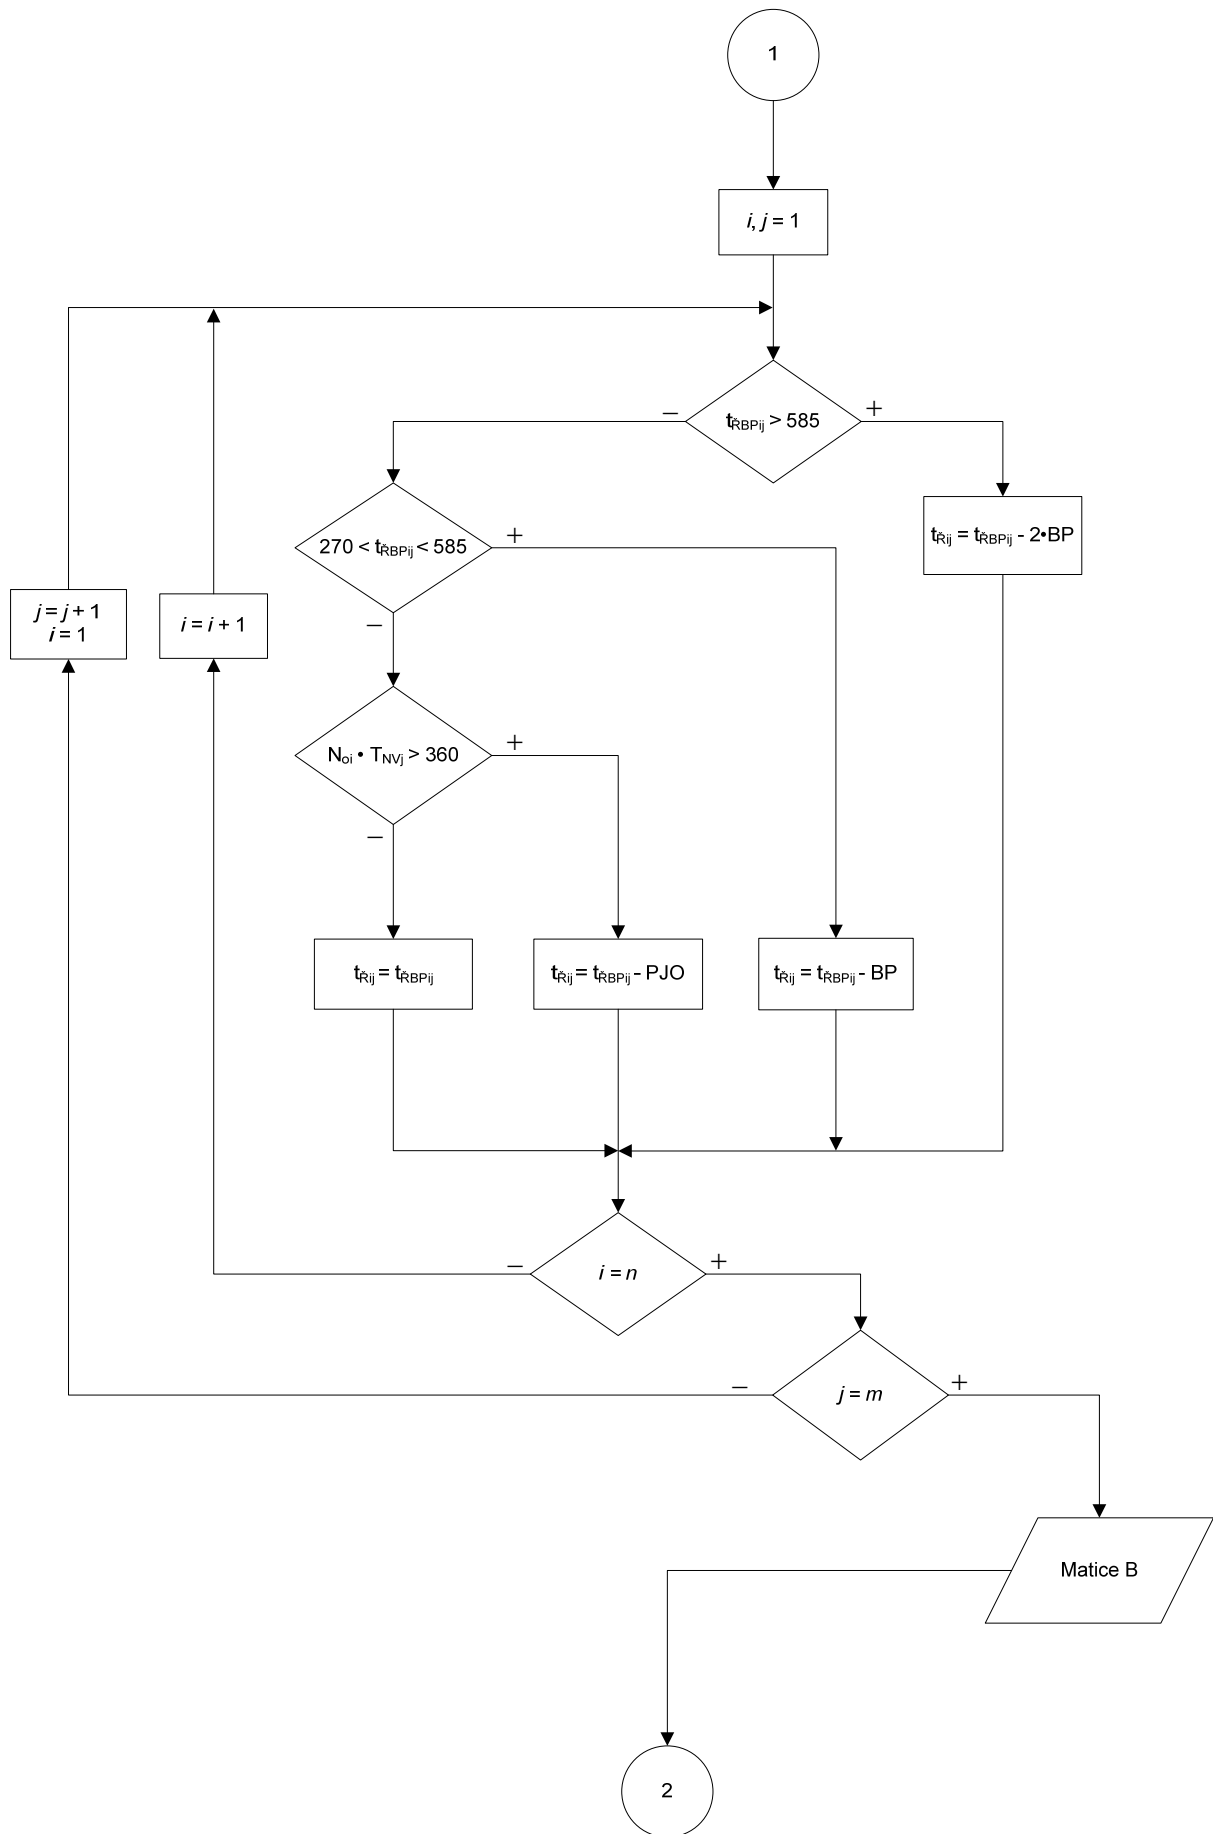 1
i, j = 1
− tŘBPij > 585 +
270 < tŘBPij < 585 +
−
tŘij = tŘBPij - 2•BP
j = j + 1
i = 1
i = i + 1
Noi • TNVj > 360 +
−
tŘij = tŘBPij
tŘij = tŘBPij - PJO
tŘij = tŘBPij - BP
− i = n +
− j = m +
Matice B
2